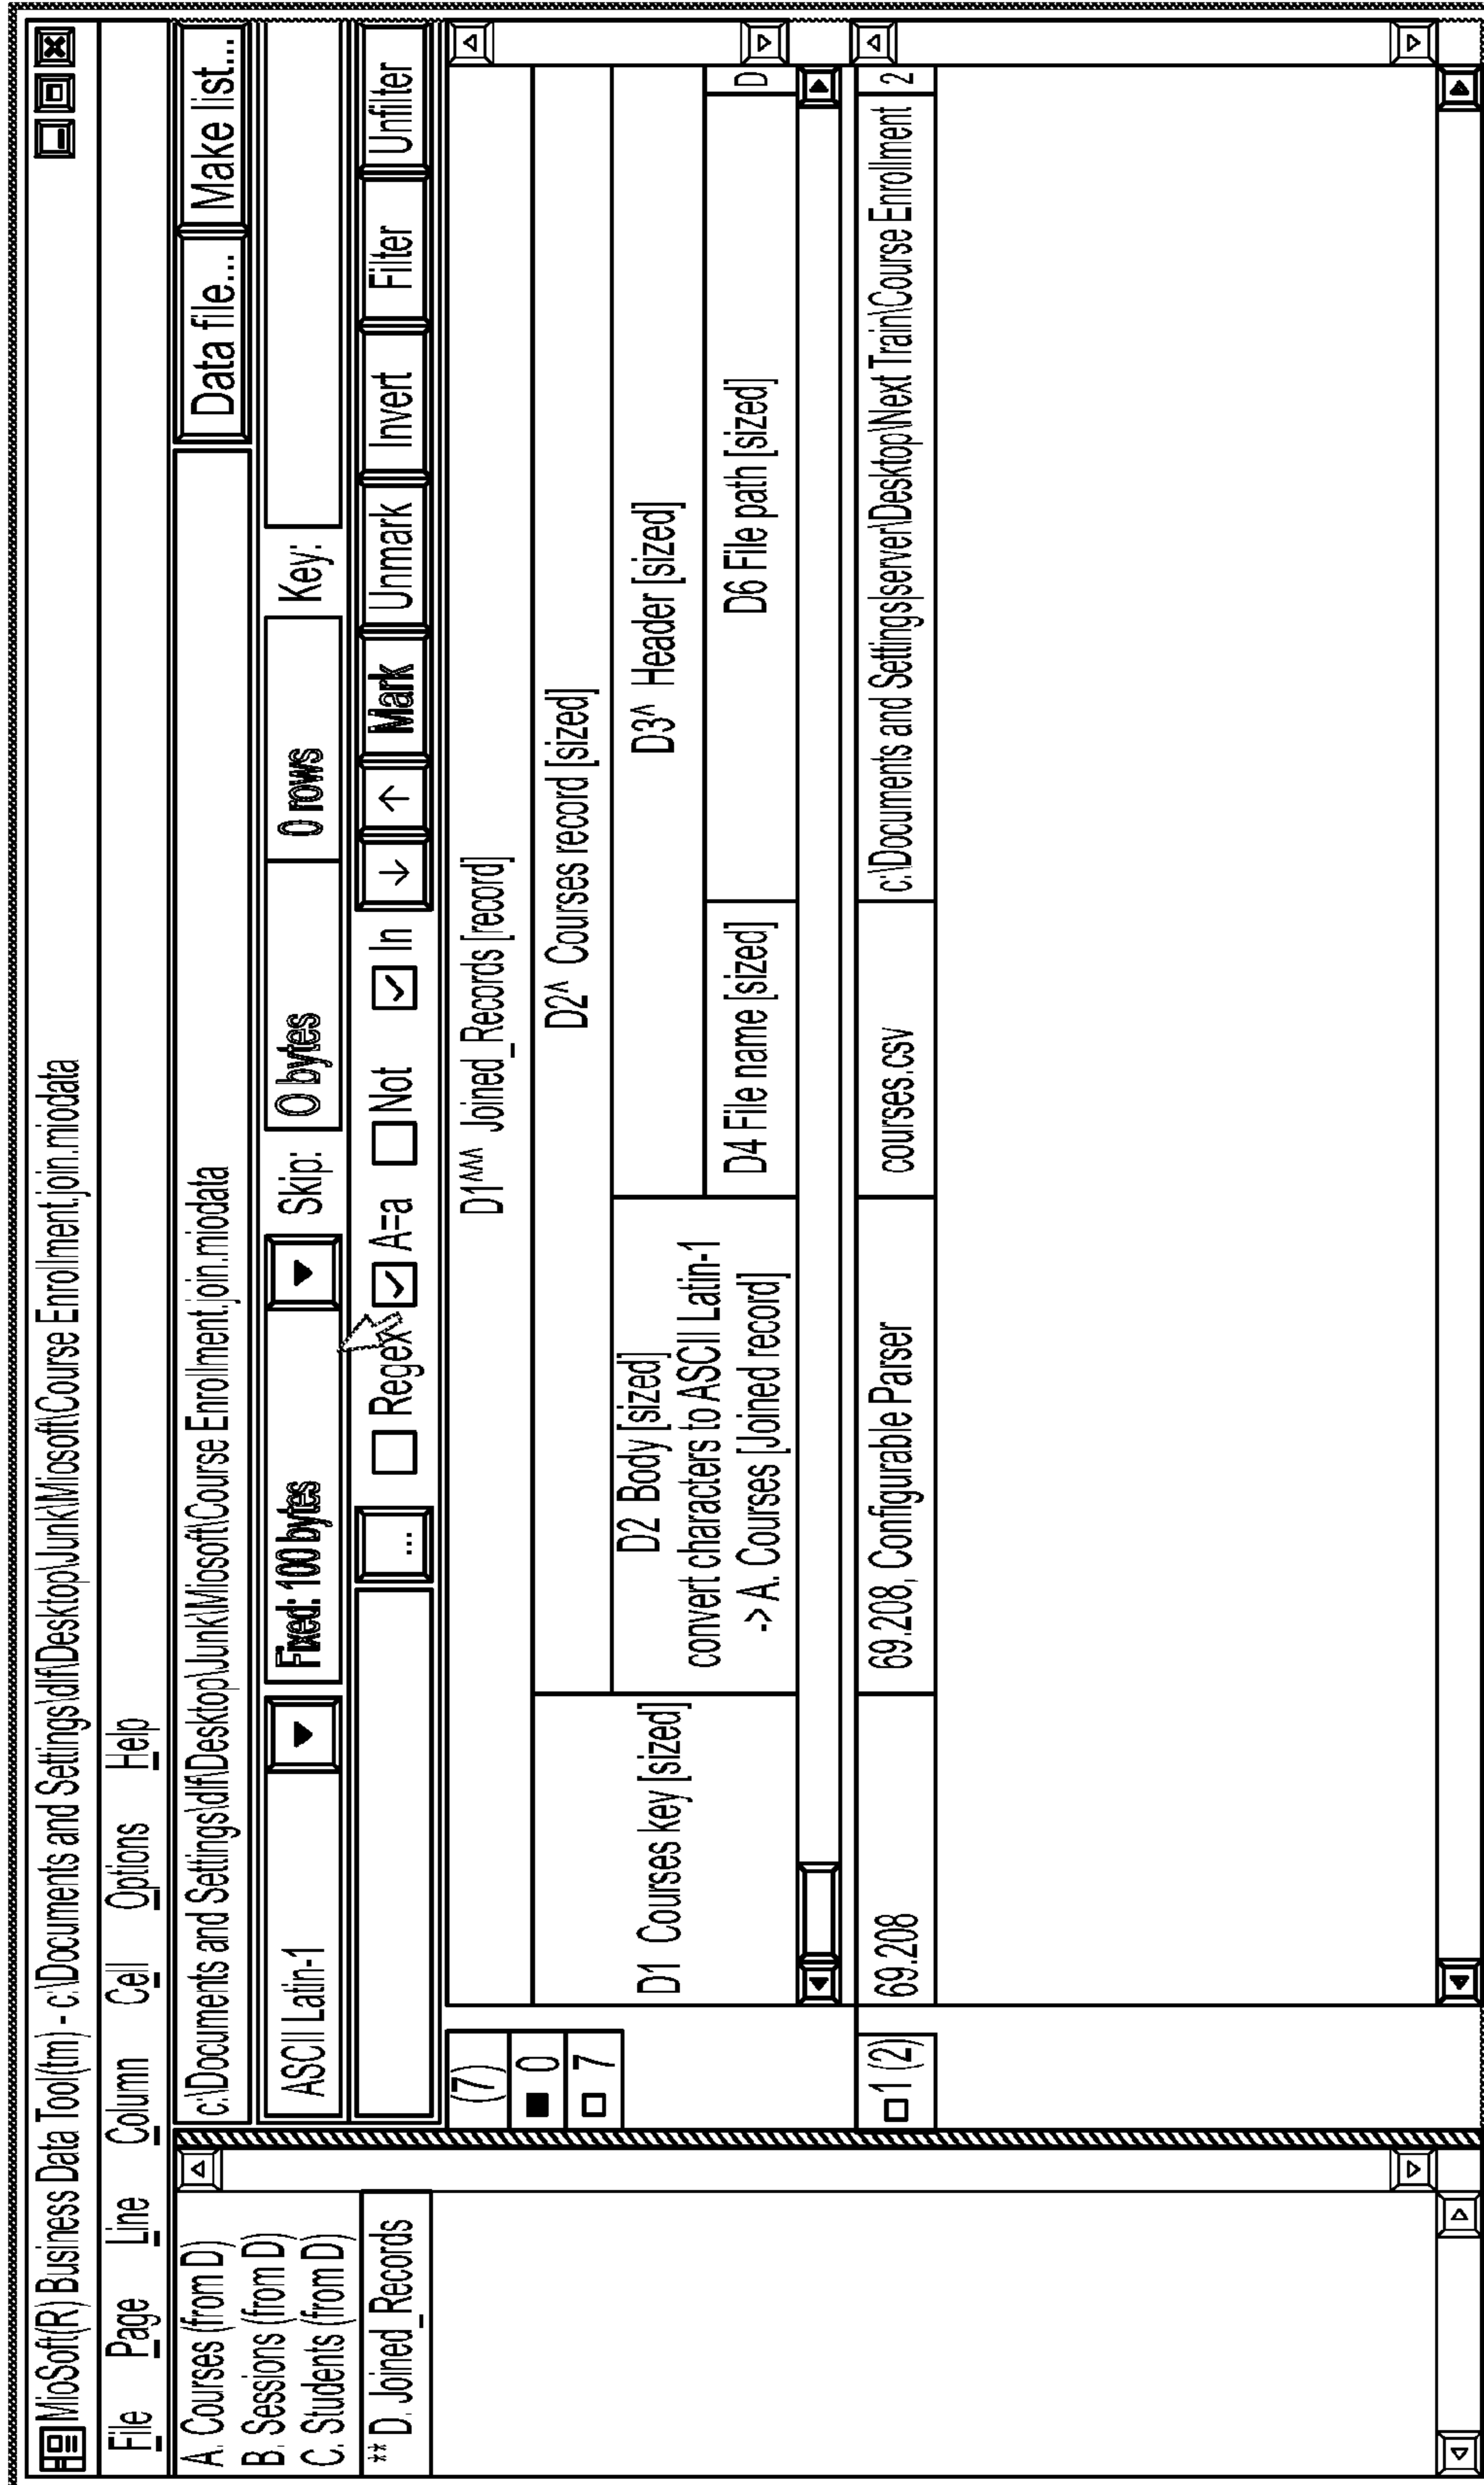 MioSoft(R) Business Data Tool(tm) - c:\Documents and Settings\dlf\Desktop\Junk\Miosoft\Course Enrollment.join.miodata
File Page Line Column Cell Options Help
A. Courses (from D)
B. Sessions (from D)
C. Students (from D)
** D. Joined_Records
c:\Documents and Settings\dlf\Desktop\Junk\Miosoft\Course Enrollment.join.miodata Data file... Make list...
ASCII Latin-1 Fixed: 100 bytes Skip: 0 bytes 0 rows Key:
... Regex A=a Not In ↓ ↑ Mark Unmark Invert Filter Unfilter
(7) D1^^^ Joined_Records [record]
0 D2^ Courses record [sized]
7
D1 Courses key [sized]
D2 Body [sized]
convert characters to ASCII Latin-1
-> A. Courses [Joined record]
D3^ Header [sized]
D4 File name [sized] D6 File path [sized] D
1 (2) 69.208 69.208, Configurable Parser courses.csv c:\Documents and Settings\server\Desktop\Next Train\Course Enrollment 2